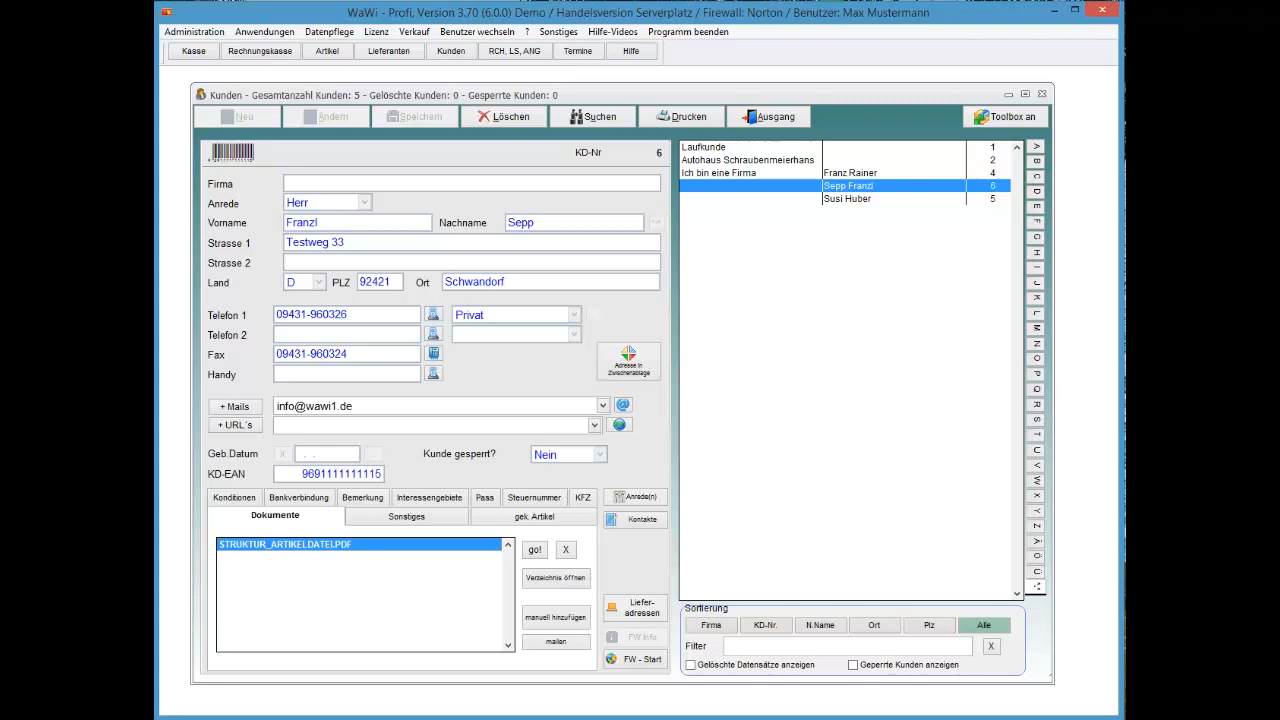 WaWi - Profi, Version 3.70 (6.0.0) Demo / Handelsversion Serverplatz / Firewall: Norton / Benutzer: Max Mustermann
Administration Anwendungen Datenpflege Lizenz Verkauf Benutzer wechseln ? Sonstiges Hilfe-Videos Programm beenden
Kasse Rechnungskasse Artikel Lieferanten Kunden RCH, LS, ANG Termine Hilfe
Kunden - Gesamtanzahl Kunden: 5 - Gelöschte Kunden: 0 - Gesperrte Kunden: 0
Neu Ändern Speichern Löschen Suchen Drucken Ausgang Toolbox an
KD-Nr 6
Firma
Anrede Herr
Vorname Franzl Nachname Sepp
Strasse 1 Testweg 33
Strasse 2
Land D PLZ 92421 Ort Schwandorf
Telefon 1 09431-960326 Privat
Telefon 2
Fax 09431-960324
Handy
Adresse in
Zwischenablage
+ Mails info@wawi1.de
+ URL´s
Geb.Datum X . . Kunde gesperrt? Nein
KD-EAN 9691111111115
Konditionen Bankverbindung Bemerkung Interessengebiete Pass Steuernummer KFZ Anrede(n)
Dokumente Sonstiges gek. Artikel Kontakte
STRUKTUR_ARTIKELDATEI.PDF
go! X
Verzeichnis öffnen
manuell hinzufügen
mailen
Liefer-
adressen
FW Info
FW - Start
Laufkunde 1
Autohaus Schraubenmeierhans 2
Ich bin eine Firma Franz Rainer 4
Sepp Franzl 6
Susi Huber 5
A
B
C
D
E
F
G
H
I
J
K
L
M
N
O
P
Q
R
S
T
U
V
W
X
Y
Z
Ä
Ö
Ü
Sortierung
Firma KD-Nr. N.Name Ort Plz Alle
Filter X
Gelöschte Datensätze anzeigen Geperrte Kunden anzeigen